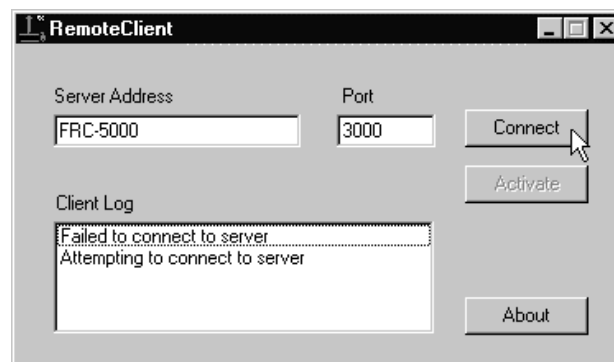 RemoteClient
Server Address
Port
FRC-5000
3000
Connect
Activate
Client Log
Failed to connect to server
Attempting to connect to server
About